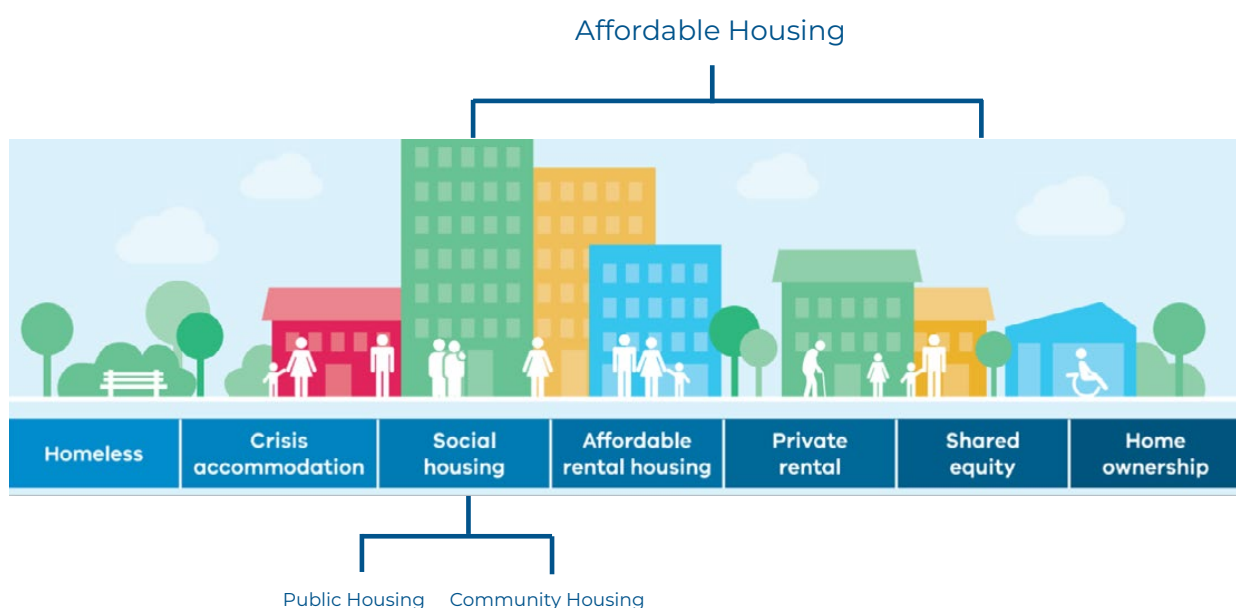 Affordable Housing
Homeless
Crisis
accommodation
Social
housing
Affordable
rental housing
Private
rental
Shared
equity
Home
ownership
Public Housing
Community Housing